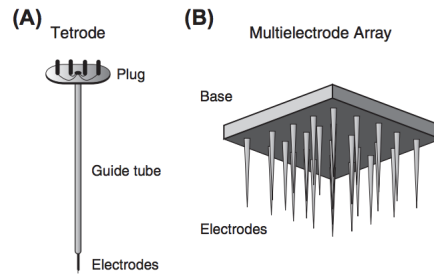 (A)
Tetrode
Plug
Guide tube
Electrodes
(B)
Multielectrode Array
Base
Electrodes